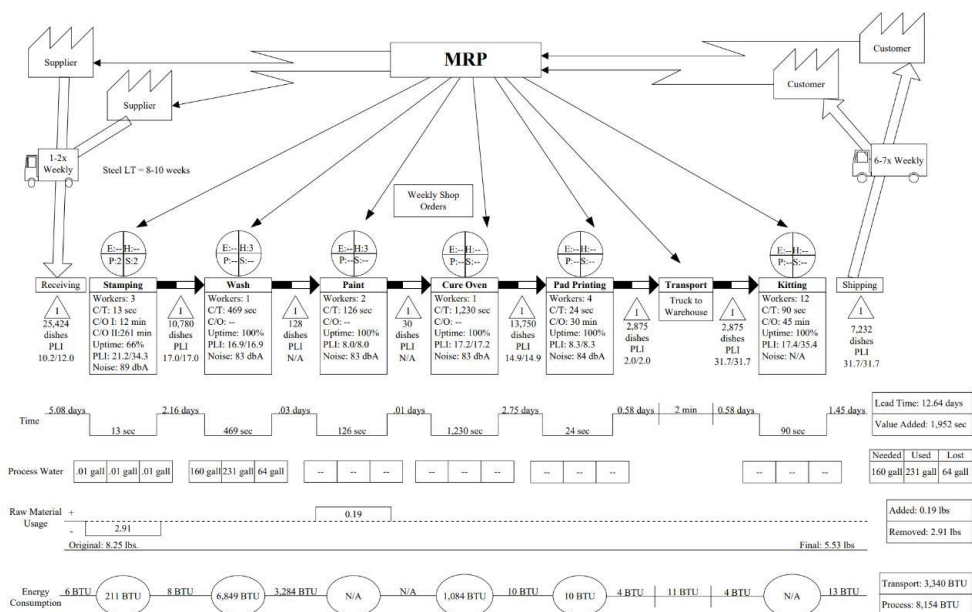 Supplier
Supplier
MRP
Customer
Customer
1-2x
Weekly
Steel LT = 8-10 weeks
6-7x Weekly
Weekly Shop
Orders
E:-- H:--
P:2 S:2
E:-- H:3
P:-- S:--
E:-- H:3
P:-- S:--
E:-- H:--
P:-- S:--
E:-- H:--
P:-- S:--
E:-- H:--
P:-- S:--
Receiving
I
25,424
dishes
PLI
10.2/12.0
Stamping
Workers: 3
C/T: 13 sec
C/O I: 12 min
C/O II:261 min
Uptime: 66%
PLI: 21.2/34.3
Noise: 89 dbA
I
10,780
dishes
PLI
17.0/17.0
Wash
Workers: 1
C/T: 469 sec
C/O: --
Uptime: 100%
PLI: 16.9/16.9
Noise: 83 dbA
I
128
dishes
PLI
N/A
Paint
Workers: 2
C/T: 126 sec
C/O: --
Uptime: 100%
PLI: 8.0/8.0
Noise: 83 dbA
I
30
dishes
PLI
N/A
Cure Oven
Workers: 1
C/T: 1,230 sec
C/O: --
Uptime: 100%
PLI: 17.2/17.2
Noise: 83 dbA
I
13,750
dishes
PLI
14.9/14.9
Pad Printing
Workers: 4
C/T: 24 sec
C/O: 30 min
Uptime: 100%
PLI: 8.3/8.3
Noise: 84 dbA
I
2,875
dishes
PLI
2.0/2.0
Transport
Truck to
Warehouse
I
2,875
dishes
PLI
31.7/31.7
Kitting
Workers: 12
C/T: 90 sec
C/O: 45 min
Uptime: 100%
PLI: 17.4/35.4
Noise: N/A
Shipping
I
7,232
dishes
PLI
31.7/31.7
Time
5.08 days
13 sec
2.16 days
469 sec
.03 days
126 sec
.01 days
1,230 sec
2.75 days
24 sec
0.58 days
2 min
0.58 days
90 sec
1.45 days
Lead Time: 12.64 days
Value Added: 1,952 sec
Process Water
.01 gall .01 gall .01 gall
160 gall 231 gall 64 gall
-- -- --
-- -- --
-- -- --
-- -- --
Needed Used Lost
160 gall 231 gall 64 gall
Raw Material
Usage
+
-
2.91
0.19
Original: 8.25 lbs.
Final: 5.53 lbs
Added: 0.19 lbs
Removed: 2.91 lbs
Energy
Consumption
6 BTU
211 BTU
8 BTU
6,849 BTU
3,284 BTU
N/A
N/A
1,084 BTU
10 BTU
10 BTU
4 BTU
11 BTU
4 BTU
N/A
13 BTU
Transport: 3,340 BTU
Process: 8,154 BTU